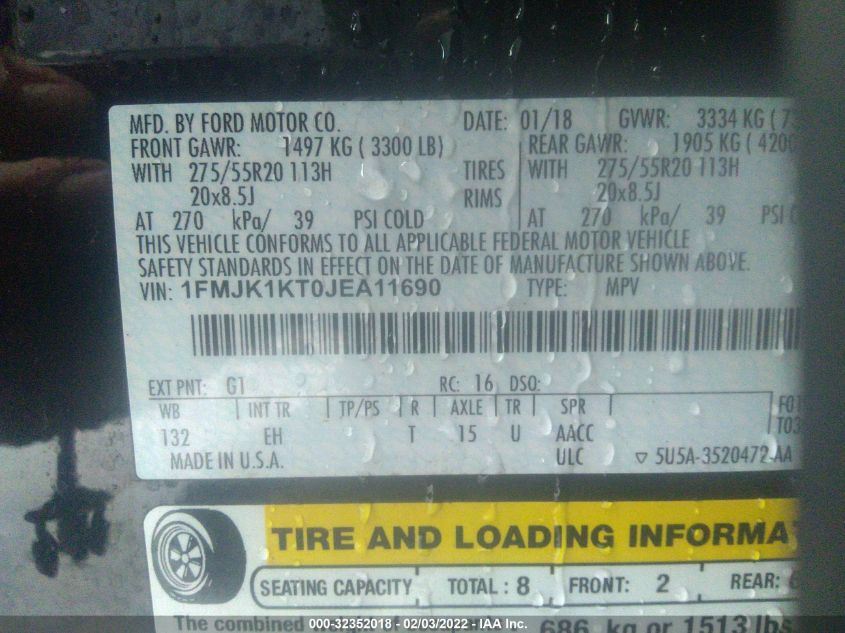 MFD. BY FORD MOTOR CO. DATE: 01/18 GVWR: 3334 KG (7
FRONT GAWR: 1497 KG ( 3300 LB) REAR GAWR: 1905 KG ( 4200
WITH 275/55R20 113H TIRES WITH 275/55R20 113H
20x8.5J RIMS 20x8.5J
AT 270 kPa/ 39 PSI COLD AT 270 kPa/ 39 PSI C
THIS VEHICLE CONFORMS TO ALL APPLICABLE FEDERAL MOTOR VEHICLE
SAFETY STANDARDS IN EFFECT ON THE DATE OF MANUFACTURE SHOWN ABOVE.
VIN: 1FMJK1KT0JEA11690 TYPE: MPV
EXT PNT: G1 RC: 16 DSO:
WB INT TR TP/PS R AXLE TR SPR F01
132 EH T 15 U AACC T03
MADE IN U.S.A. ULC ▽ 5U5A-3520472-AA
TIRE AND LOADING INFORMA
SEATING CAPACITY TOTAL : 8 FRONT: 2 REAR: 6
The combined 686 kg or 1513 lbs
000-32352018 - 02/03/2022 - IAA Inc.